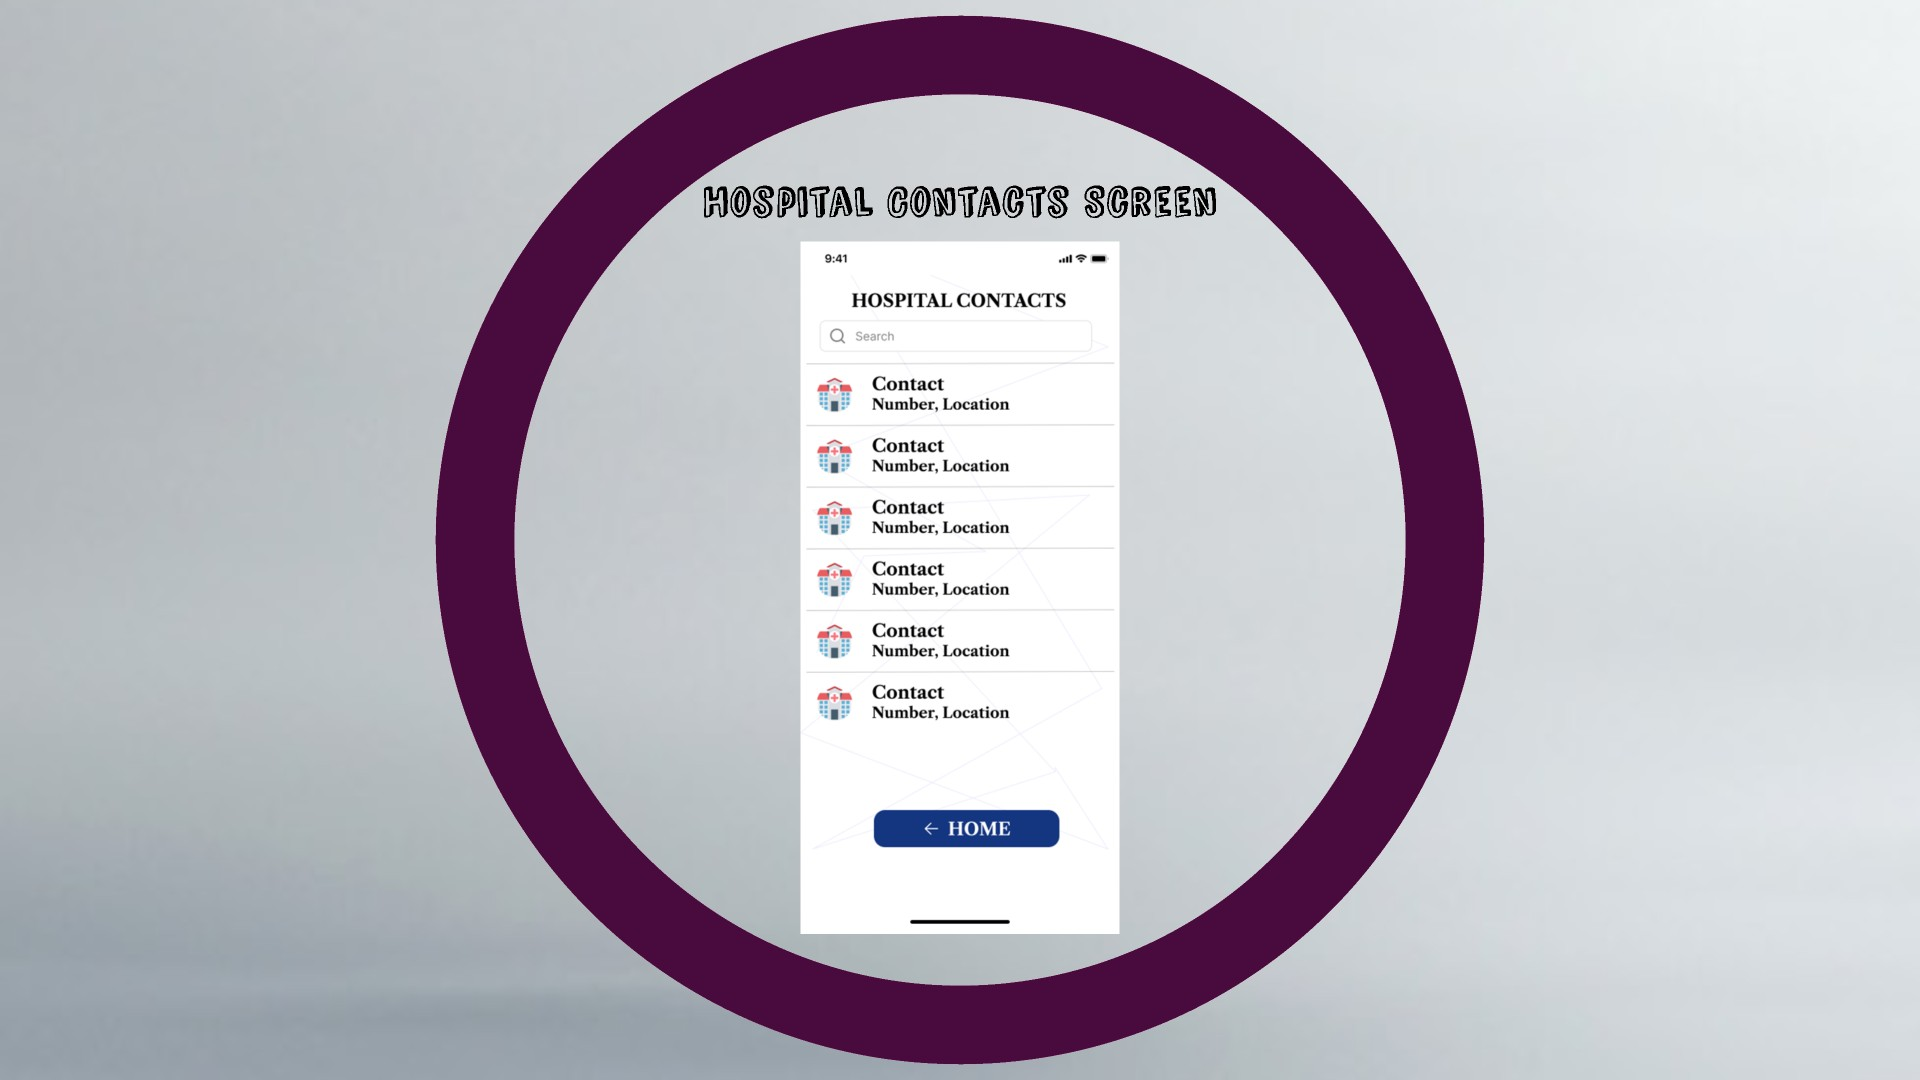 HOSPITAL CONTACTS SCREEN
9:41
HOSPITAL CONTACTS
Search
Contact
Number, Location
Contact
Number, Location
Contact
Number, Location
Contact
Number, Location
Contact
Number, Location
Contact
Number, Location
← HOME